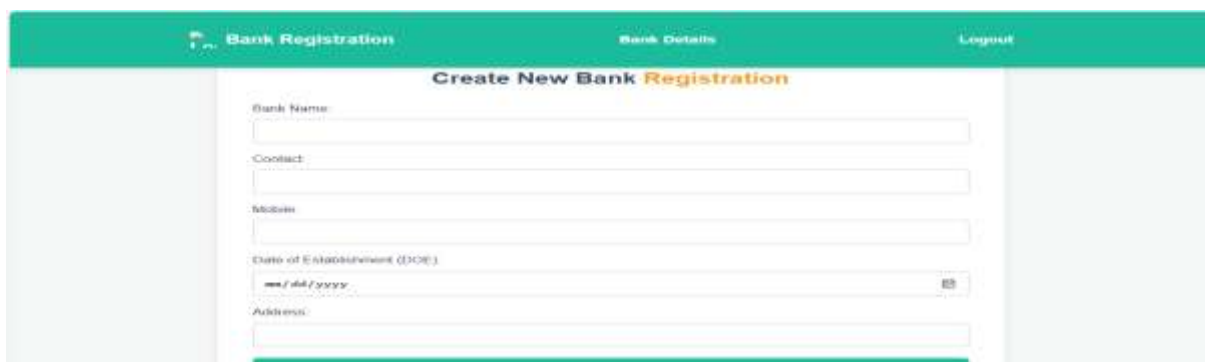 Bank Registration Bank Details Logout
Create New Bank Registration
Bank Name:
Contact:
Mobile:
Date of Establishment (DOE):
mm/dd/yyyy
Address: